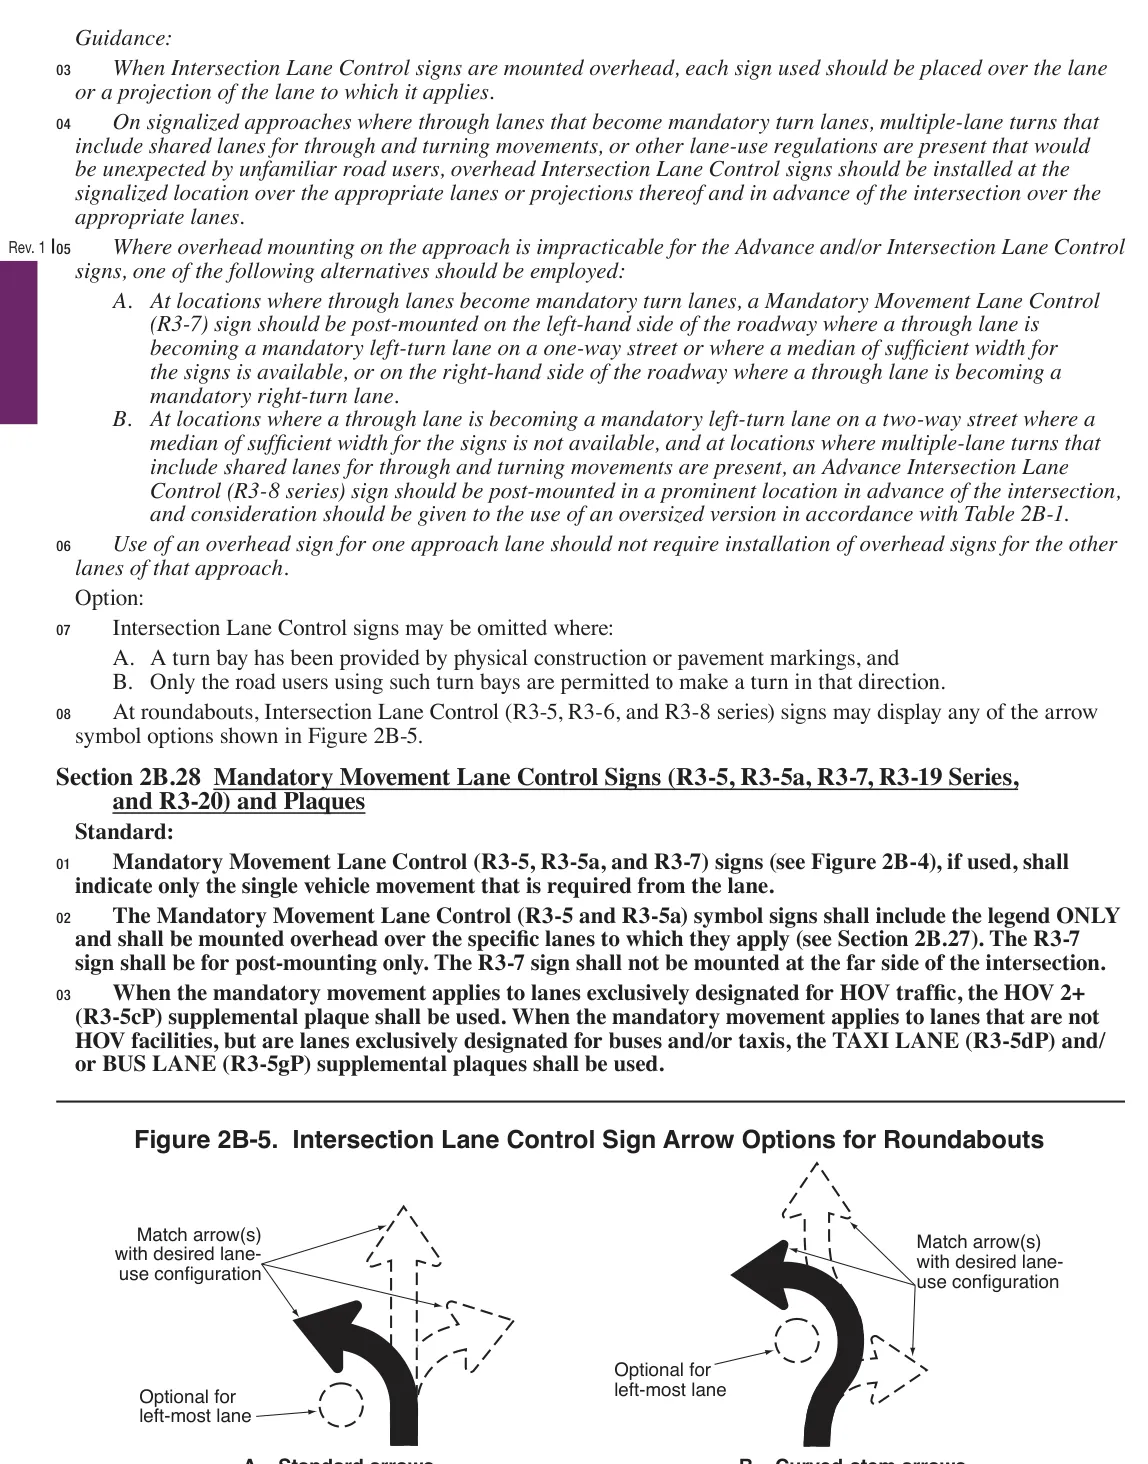 Guidance:
03 When Intersection Lane Control signs are mounted overhead, each sign used should be placed over the lane
or a projection of the lane to which it applies.
04 On signalized approaches where through lanes that become mandatory turn lanes, multiple-lane turns that
include shared lanes for through and turning movements, or other lane-use regulations are present that would
be unexpected by unfamiliar road users, overhead Intersection Lane Control signs should be installed at the
signalized location over the appropriate lanes or projections thereof and in advance of the intersection over the
appropriate lanes.
Rev. 1 05 Where overhead mounting on the approach is impracticable for the Advance and/or Intersection Lane Control
signs, one of the following alternatives should be employed:
A. At locations where through lanes become mandatory turn lanes, a Mandatory Movement Lane Control
(R3-7) sign should be post-mounted on the left-hand side of the roadway where a through lane is
becoming a mandatory left-turn lane on a one-way street or where a median of sufficient width for
the signs is available, or on the right-hand side of the roadway where a through lane is becoming a
mandatory right-turn lane.
B. At locations where a through lane is becoming a mandatory left-turn lane on a two-way street where a
median of sufficient width for the signs is not available, and at locations where multiple-lane turns that
include shared lanes for through and turning movements are present, an Advance Intersection Lane
Control (R3-8 series) sign should be post-mounted in a prominent location in advance of the intersection,
and consideration should be given to the use of an oversized version in accordance with Table 2B-1.
06 Use of an overhead sign for one approach lane should not require installation of overhead signs for the other
lanes of that approach.
Option:
07 Intersection Lane Control signs may be omitted where:
A. A turn bay has been provided by physical construction or pavement markings, and
B. Only the road users using such turn bays are permitted to make a turn in that direction.
08 At roundabouts, Intersection Lane Control (R3-5, R3-6, and R3-8 series) signs may display any of the arrow
symbol options shown in Figure 2B-5.
Section 2B.28 Mandatory Movement Lane Control Signs (R3-5, R3-5a, R3-7, R3-19 Series,
and R3-20) and Plaques
Standard:
01 Mandatory Movement Lane Control (R3-5, R3-5a, and R3-7) signs (see Figure 2B-4), if used, shall
indicate only the single vehicle movement that is required from the lane.
02 The Mandatory Movement Lane Control (R3-5 and R3-5a) symbol signs shall include the legend ONLY
and shall be mounted overhead over the specific lanes to which they apply (see Section 2B.27). The R3-7
sign shall be for post-mounting only. The R3-7 sign shall not be mounted at the far side of the intersection.
03 When the mandatory movement applies to lanes exclusively designated for HOV traffic, the HOV 2+
(R3-5cP) supplemental plaque shall be used. When the mandatory movement applies to lanes that are not
HOV facilities, but are lanes exclusively designated for buses and/or taxis, the TAXI LANE (R3-5dP) and/
or BUS LANE (R3-5gP) supplemental plaques shall be used.
Figure 2B-5. Intersection Lane Control Sign Arrow Options for Roundabouts
Match arrow(s)
with desired lane-
use configuration
Optional for
left-most lane
A – Standard arrows
Match arrow(s)
with desired lane-
use configuration
Optional for
left-most lane
B – Curved-stem arrows